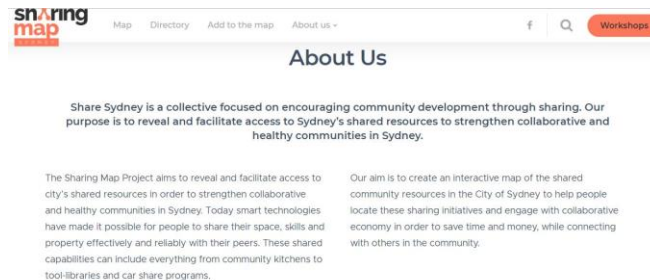 sharing
map
SYDNEY
Map Directory Add to the map About us
Workshops
About Us
Share Sydney is a collective focused on encouraging community development through sharing. Our
purpose is to reveal and facilitate access to Sydney's shared resources to strengthen collaborative and
healthy communities in Sydney.
The Sharing Map Project aims to reveal and facilitate access to
city's shared resources in order to strengthen collaborative
and healthy communities in Sydney. Today smart technologies
have made it possible for people to share their space, skills and
property effectively and reliably with their peers. These shared
capabilities can include everything from community kitchens to
tool-libraries and car share programs.
Our aim is to create an interactive map of the shared
community resources in the City of Sydney to help people
locate these sharing initiatives and engage with collaborative
economy in order to save time and money, while connecting
with others in the community.